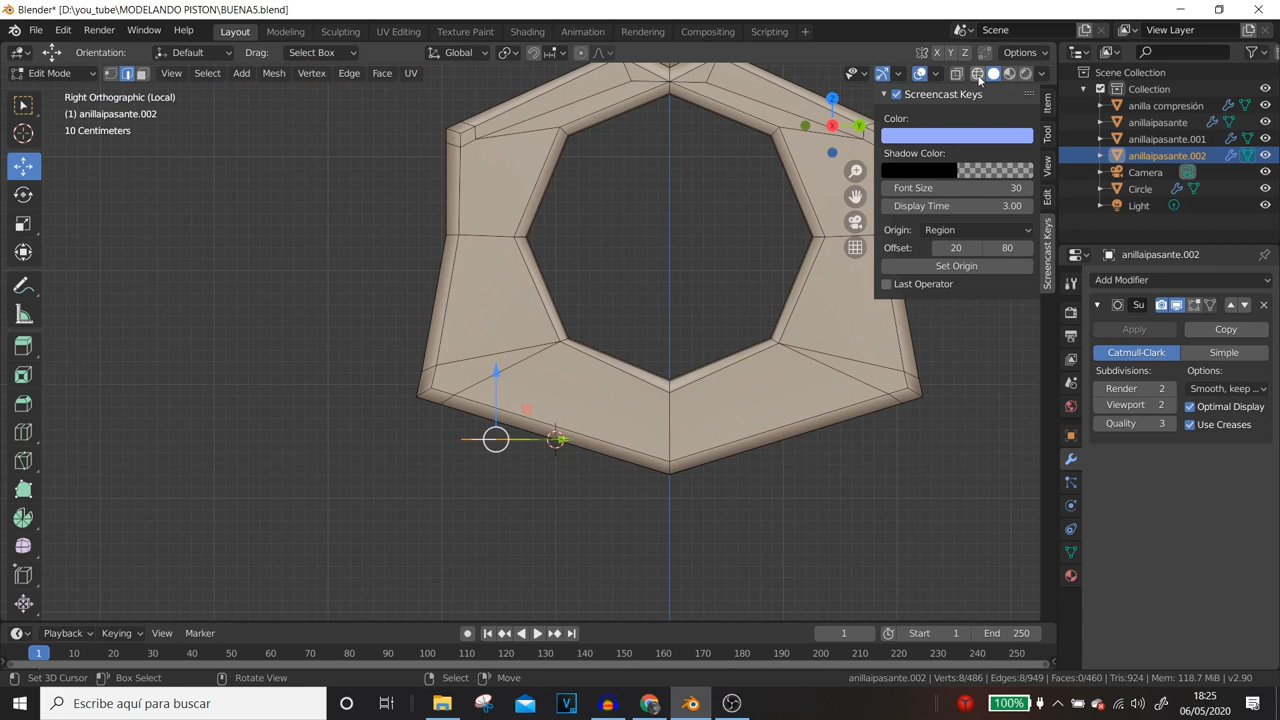 Blender* [D:\you_tube\MODELANDO PISTON\BUENA5.blend]
File Edit Render Window Help Layout Modeling Sculpting UV Editing Texture Paint Shading Animation Rendering Compositing Scripting + Scene View Layer
Orientation: Default Drag: Select Box Global X Y Z Options
Edit Mode View Select Add Mesh Vertex Edge Face UV
Right Orthographic (Local)
(1) anillaipasante.002
10 Centimeters
Screencast Keys
Color:
Shadow Color:
Font Size 30
Display Time 3.00
Origin: Region
Offset: 20 80
Set Origin
Last Operator
Item
Tool
View
Edit
Screencast Keys
Z
X
Y
Scene Collection
Collection
anilla compresión
anillaipasante
anillaipasante.001
anillaipasante.002
Camera
Circle
Light
anillaipasante.002
Add Modifier
Su
Apply Copy
Catmull-Clark Simple
Subdivisions: Options:
Render 2 Smooth, keep ...
Viewport 2 Optimal Display
Quality 3 Use Creases
Playback Keying View Marker 1 Start 1 End 250
1 10 20 30 40 50 60 70 80 90 100 110 120 130 140 150 160 170 180 190 200 210 220 230 240 250
Set 3D Cursor Box Select Rotate View Select Move anillaipasante.002 | Verts:8/486 | Edges:8/949 | Faces:0/460 | Tris:924 | Mem: 118.7 MiB | v2.90
Escribe aquí para buscar 100% 18:25
06/05/2020